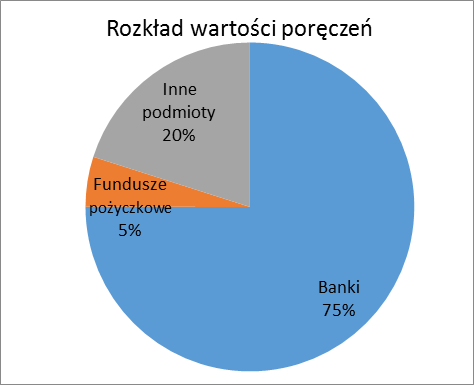 Rozkład wartości poręczeń
Inne
podmioty
20%
Fundusze
pożyczkowe
5%
Banki
75%